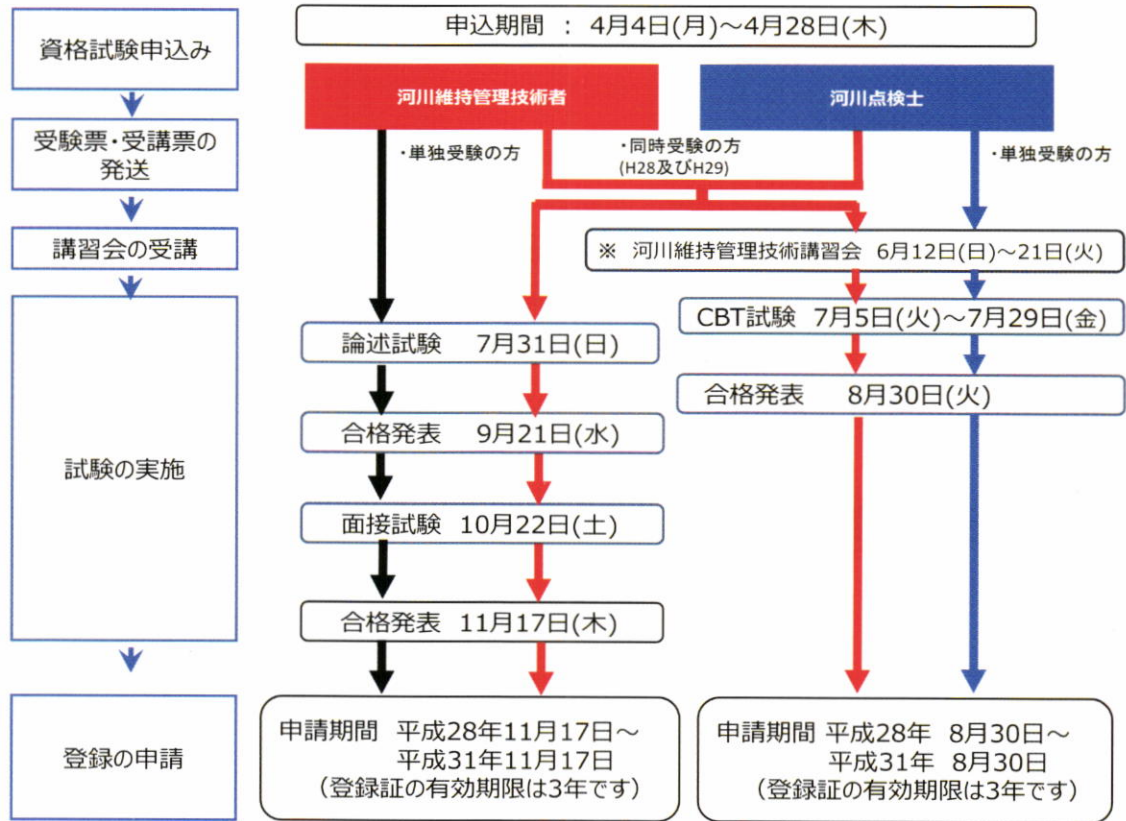 資格試験申込み
申込期間 : 4月4日(月)～4月28日(木)
河川維持管理技術者
河川点検士
受験票・受講票の
発送
・単独受験の方
・同時受験の方
(H28及びH29)
・単独受験の方
講習会の受講
※ 河川維持管理技術講習会 6月12日(日)～21日(火)
試験の実施
論述試験 7月31日(日)
CBT試験 7月5日(火)～7月29日(金)
合格発表 9月21日(水)
合格発表 8月30日(火)
面接試験 10月22日(土)
合格発表 11月17日(木)
登録の申請
申請期間 平成28年11月17日～
平成31年11月17日
（登録証の有効期限は3年です）
申請期間 平成28年 8月30日～
平成31年 8月30日
（登録証の有効期限は3年です）